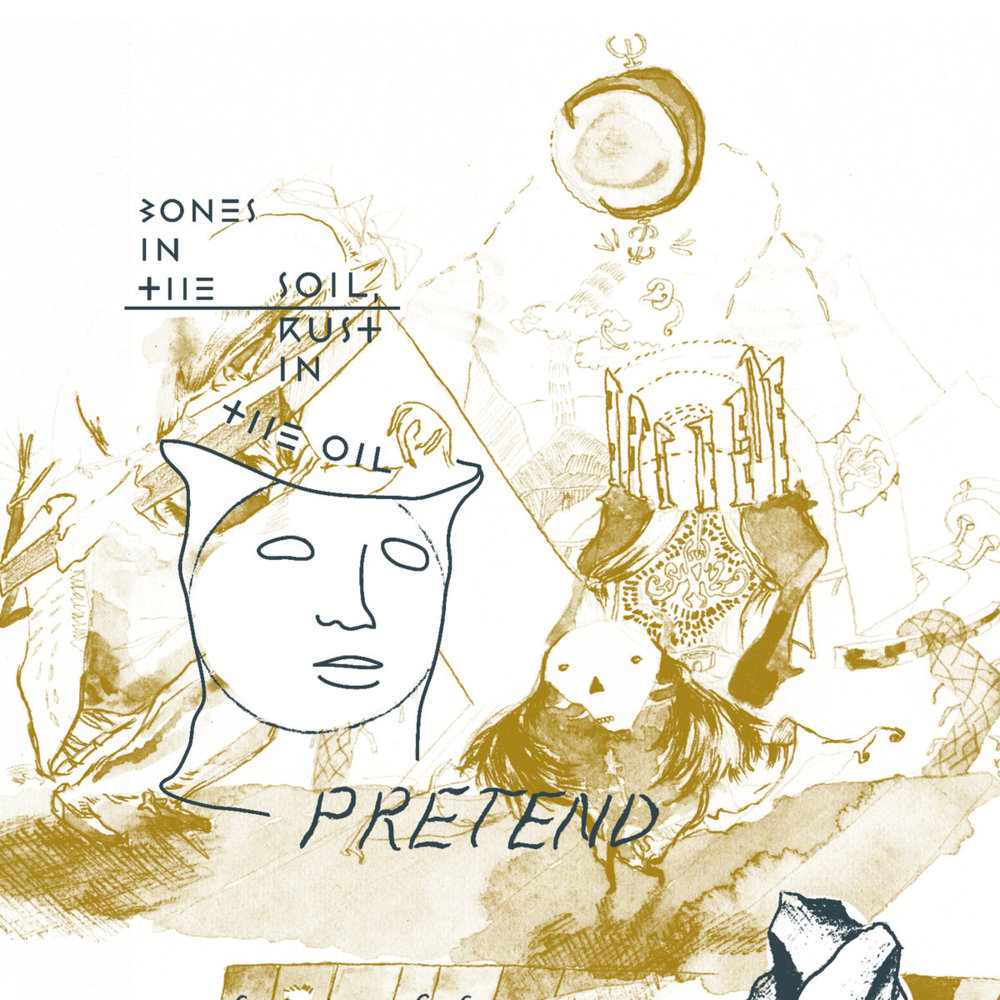 BONES
IN
THE
SOIL,
RUST
IN
THE OIL
PRETEND